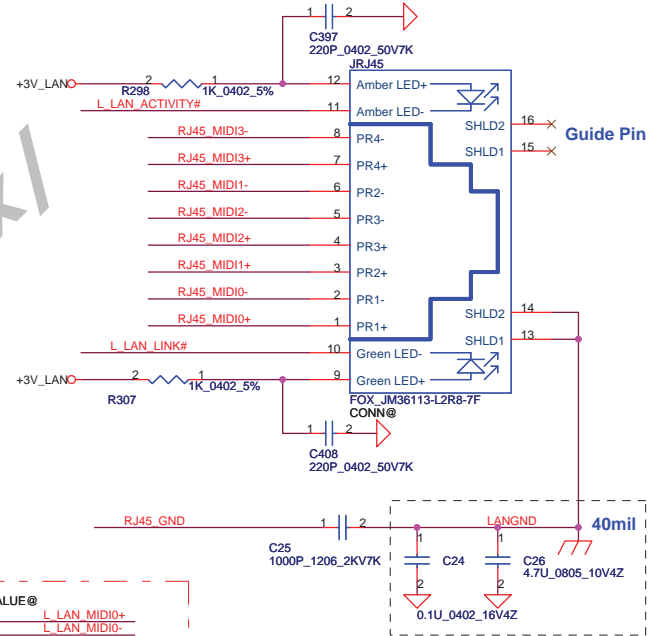 1 2
C397
220P_0402_50V7K
JRJ45
+3V_LAN 2 1 12 Amber LED+
R298 1K_0402_5%
L_LAN_ACTIVITY# 11 Amber LED-
SHLD2 16 Guide Pin
RJ45_MIDI3- 8 PR4-
SHLD1 15
RJ45_MIDI3+ 7 PR4+
RJ45_MIDI1- 6 PR2-
RJ45_MIDI2- 5 PR3-
RJ45_MIDI2+ 4 PR3+
RJ45_MIDI1+ 3 PR2+
RJ45_MIDI0- 2 PR1-
SHLD2 14
RJ45_MIDI0+ 1 PR1+
SHLD1 13
L_LAN_LINK# 10 Green LED-
+3V_LAN 2 1 9 Green LED+
R307 1K_0402_5%
FOX_JM36113-L2R8-7F
CONN@
1 2
C408
220P_0402_50V7K
RJ45_GND 1 2 LANGND 40mil
C25
1000P_1206_2KV7K
1 1
C24 C26
4.7U_0805_10V4Z
2 2
0.1U_0402_16V4Z
ALUE@
L_LAN_MIDI0+
L_LAN_MIDI0-